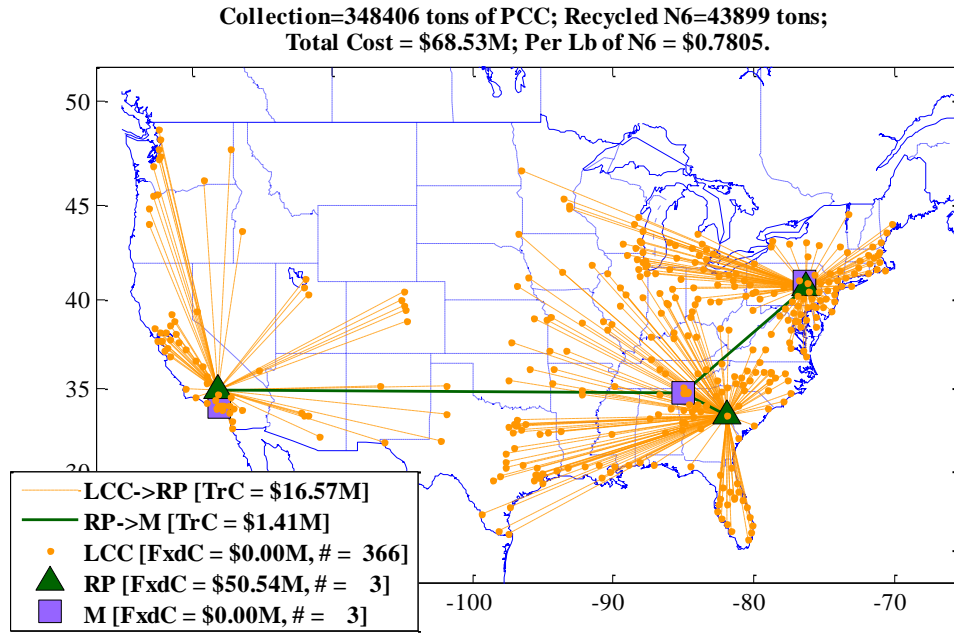 Collection=348406 tons of PCC; Recycled N6=43899 tons;
Total Cost = $68.53M; Per Lb of N6 = $0.7805.
50
45
40
35
30
LCC->RP [TrC = $16.57M]
RP->M [TrC = $1.41M]
LCC [FxdC = $0.00M, # = 366]
RP [FxdC = $50.54M, # = 3]
M [FxdC = $0.00M, # = 3]
-100 -90 -80 -70